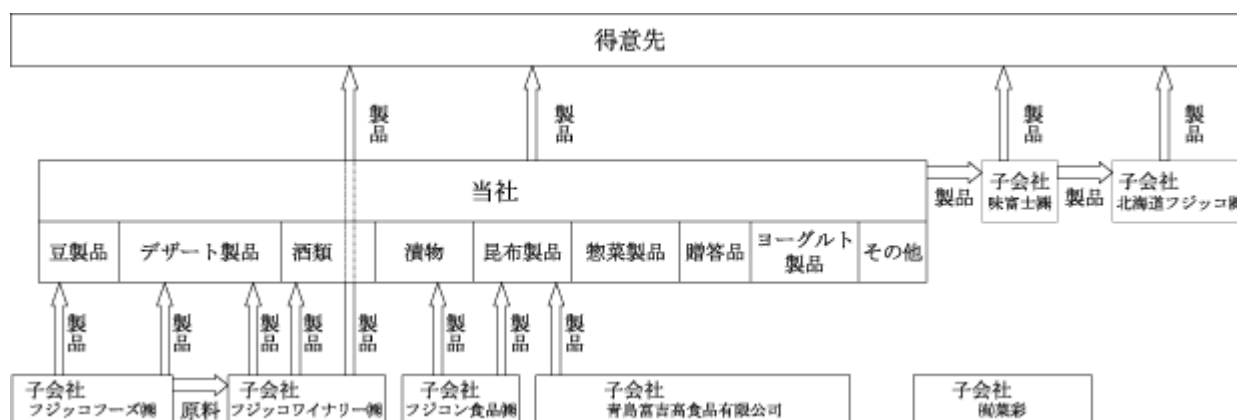 得意先
製品
製品
製品
製品
当社
製品
子会社
味富士㈱
製品
子会社
北海道フジッコ㈱
豆製品
デザート製品
酒類
漬物
昆布製品
惣菜製品
贈答品
ヨーグルト
製品
その他
製品
製品
製品
製品
製品
製品
製品
製品
子会社
フジッコフーズ㈱
原料
子会社
フジッコワイナリー㈱
子会社
フジコン食品㈱
子会社
青島富吉高食品有限公司
子会社
㈲菜彩